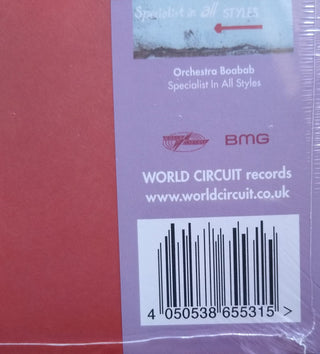 Specialist in all STYLES
Orchestra Boabab
Specialist In All Styles
BMG
WORLD CIRCUIT records
www.worldcircuit.co.uk
4 050538 655315 >